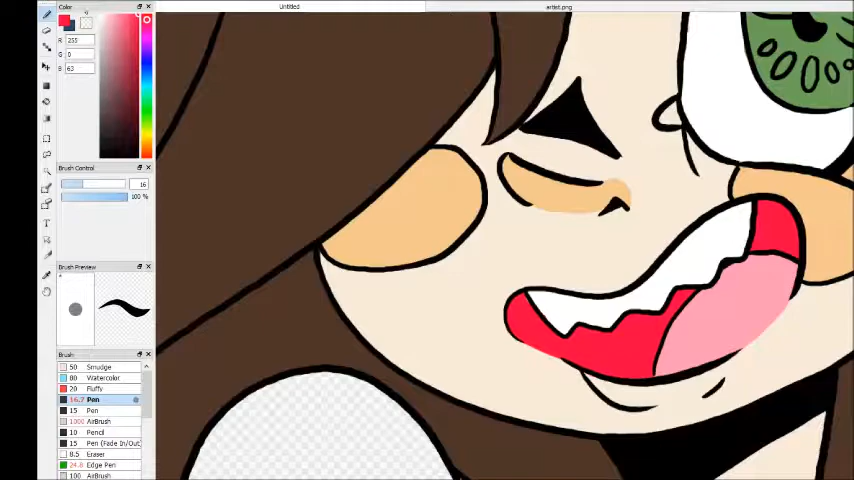 Untitled
artist.png
Color
R 255
G 0
B 63
Brush Control
16
100 %
Brush Preview
Brush
50 Smudge
80 Watercolor
20 Fluffy
16.7 Pen
15 Pen
1000 AirBrush
10 Pencil
15 Pen (Fade In/Out)
8.5 Eraser
24.8 Edge Pen
100 AirBrush
T